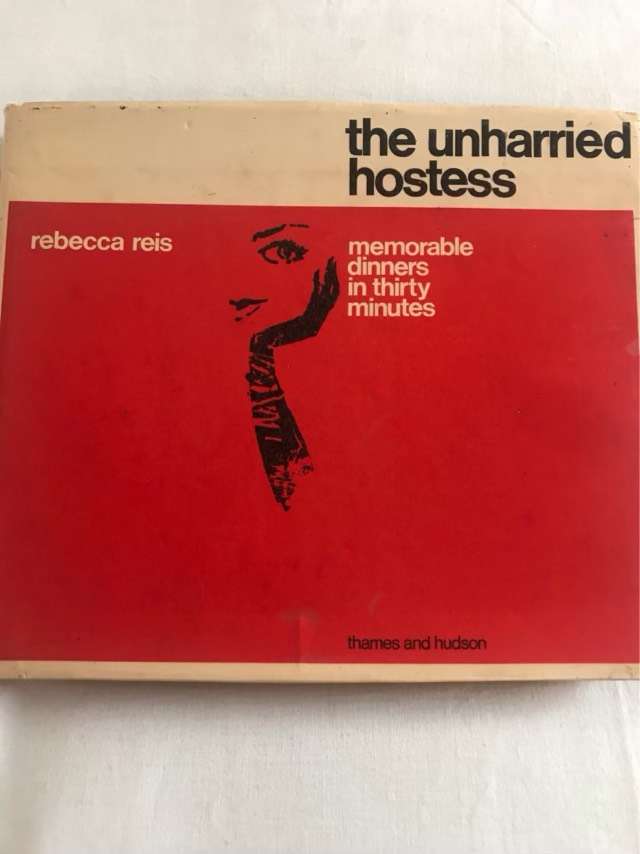 the unharried
hostess
rebecca reis
memorable
dinners
in thirty
minutes
thames and hudson